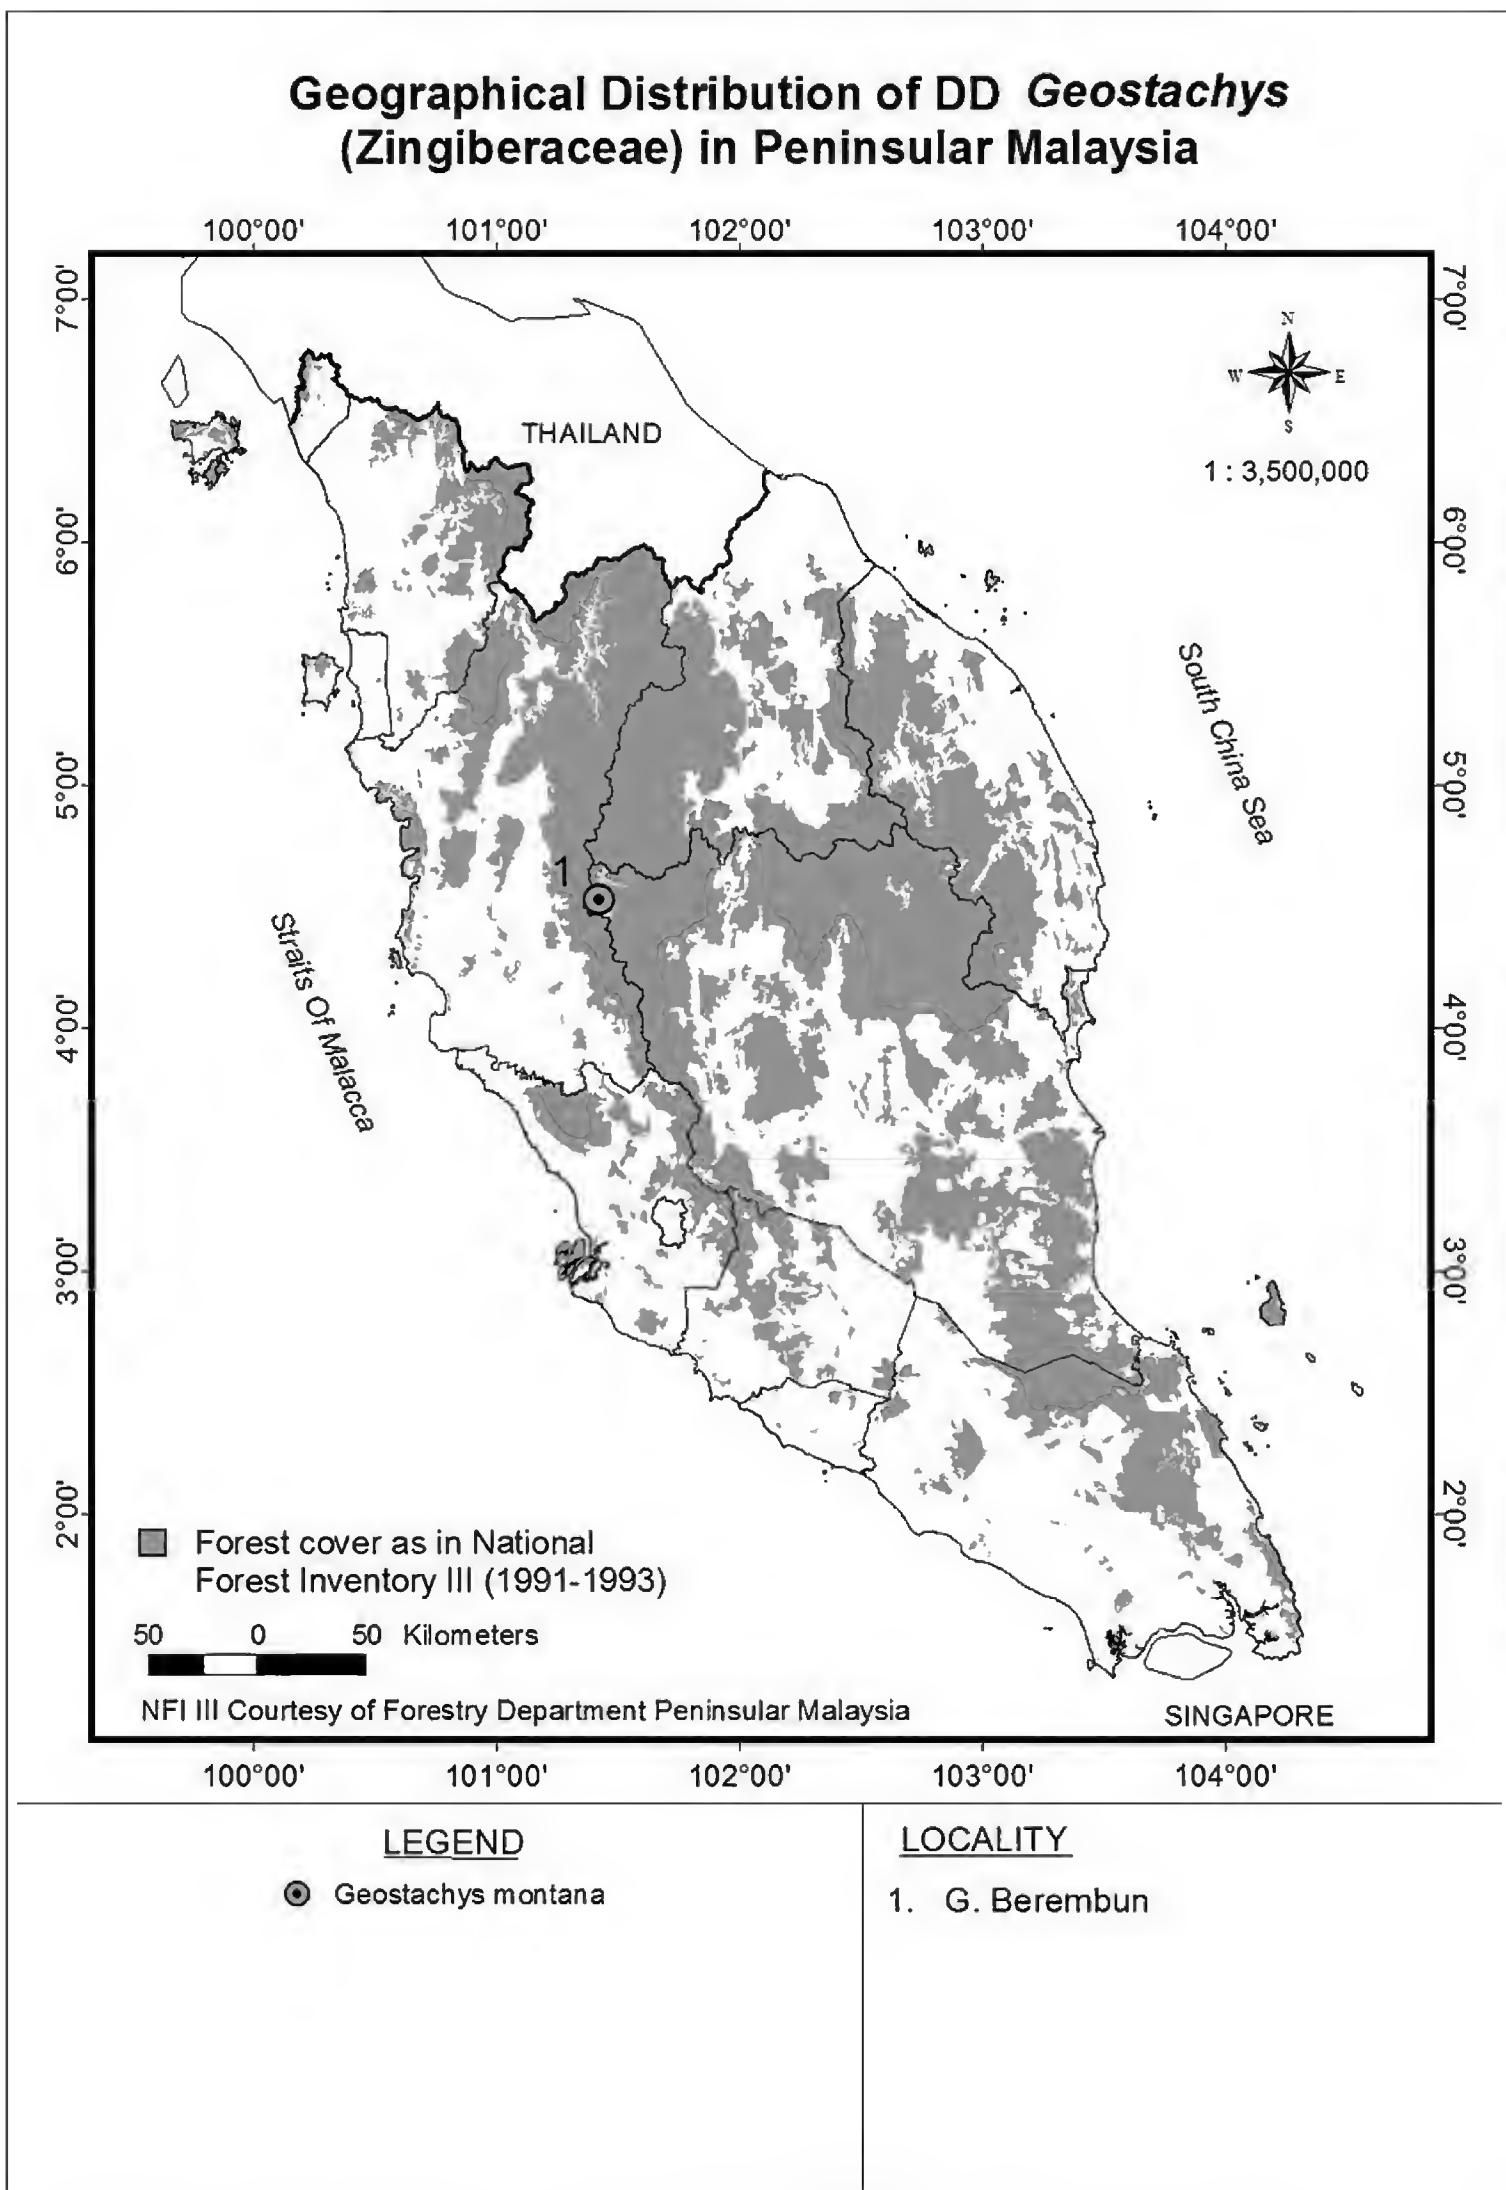 Geographical Distribution of DD Geostachys
(Zingiberaceae) in Peninsular Malaysia
100°00' 101°00' 102°00' 103°00' 104°00'
7°00' 7°00'
N
W E
S
THAILAND
1 : 3,500,000
6°00' 6°00'
South China Sea
5°00' 5°00'
1
Straits Of Malacca
4°00' 4°00'
3°00' 3°00'
2°00' 2°00'
Forest cover as in National
Forest Inventory III (1991-1993)
50 0 50 Kilometers
NFI III Courtesy of Forestry Department Peninsular Malaysia
SINGAPORE
100°00' 101°00' 102°00' 103°00' 104°00'
LEGEND
Geostachys montana
LOCALITY
1. G. Berembun